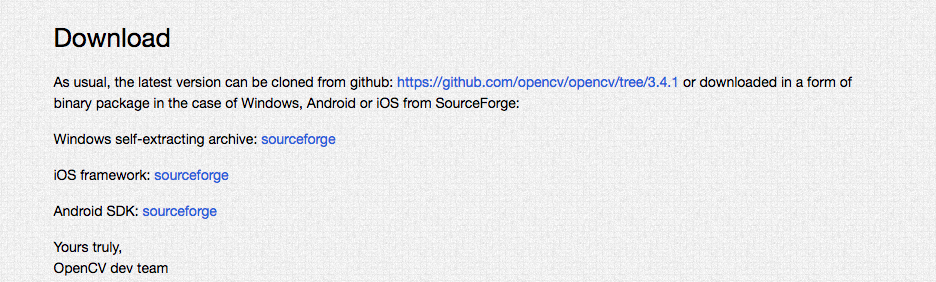 Download
As usual, the latest version can be cloned from github: https://github.com/opencv/opencv/tree/3.4.1 or downloaded in a form of
binary package in the case of Windows, Android or iOS from SourceForge:
Windows self-extracting archive: sourceforge
iOS framework: sourceforge
Android SDK: sourceforge
Yours truly,
OpenCV dev team